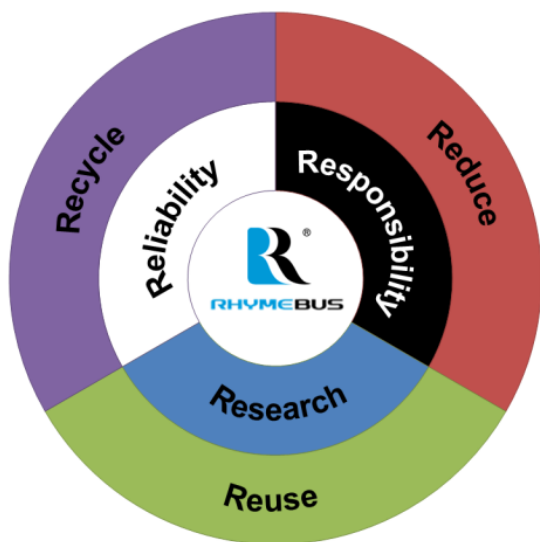 Recycle
Reduce
Reliability
Responsibility
R®
RHYMEBUS
Research
Reuse